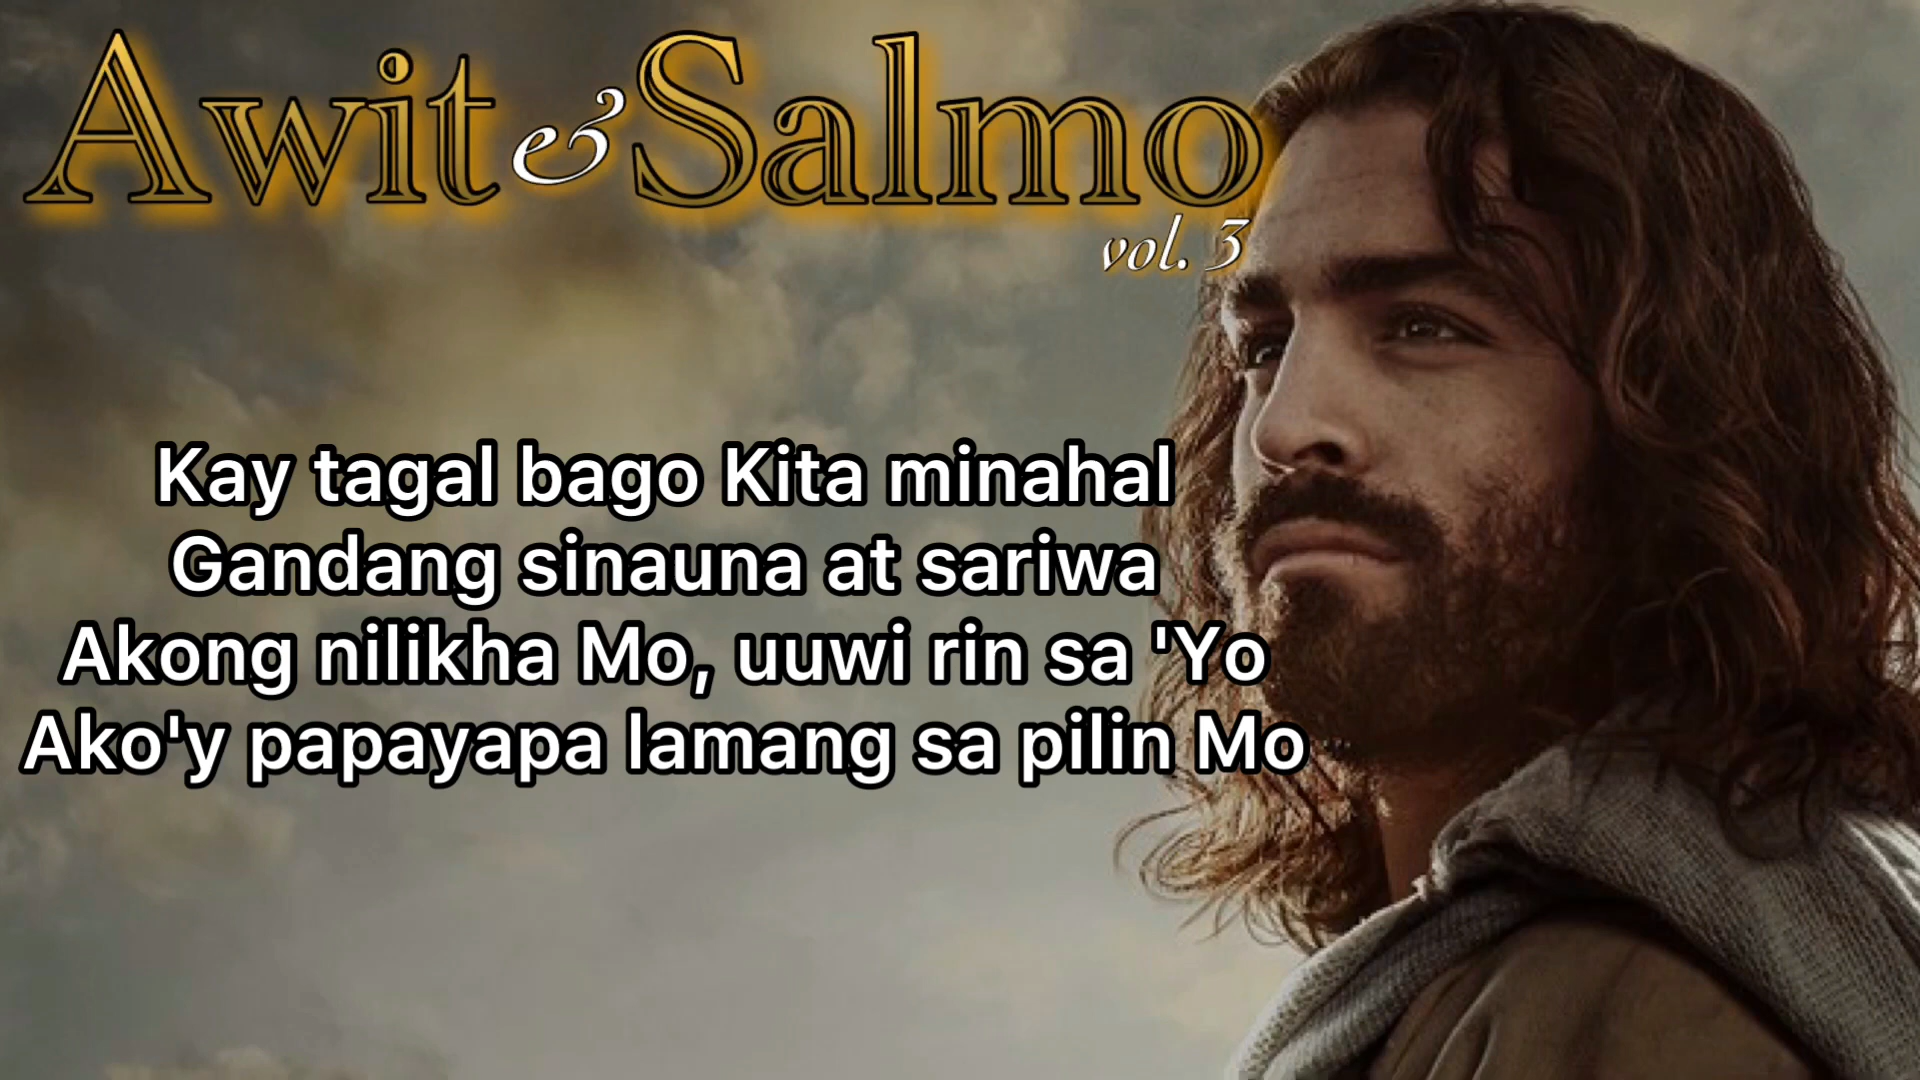 Awit & Salmo
vol. 3
Kay tagal bago Kita minahal
Gandang sinauna at sariwa
Akong nilikha Mo, uuwi rin sa 'Yo
Ako'y papayapa lamang sa pilin Mo